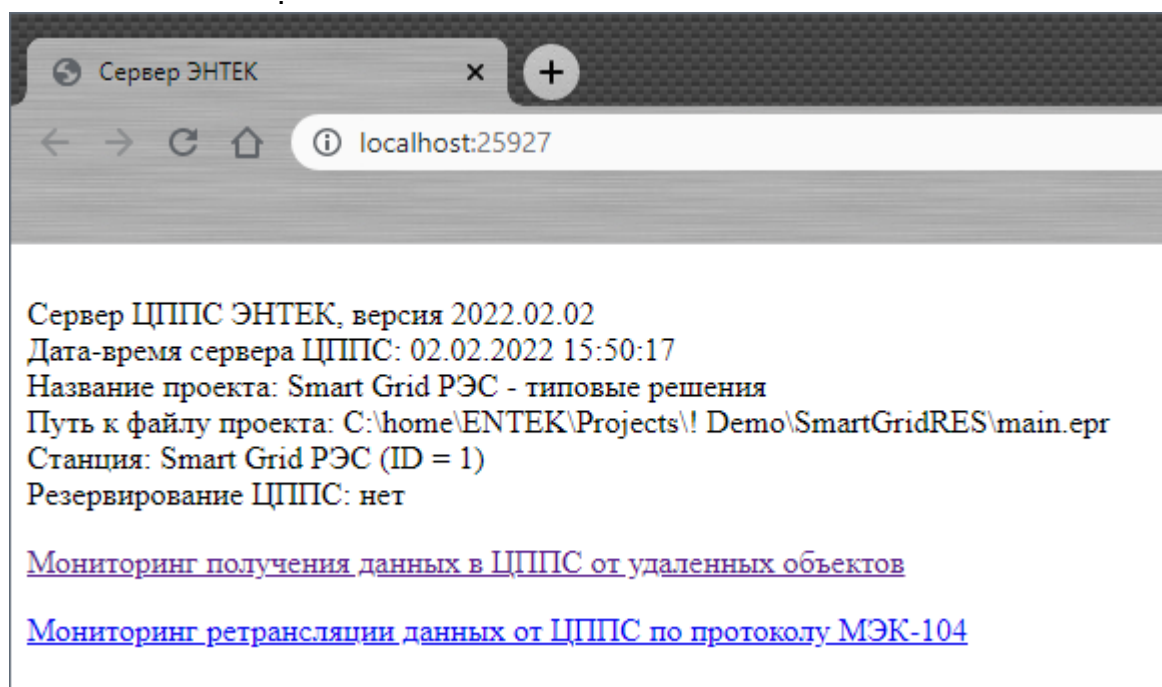 Сервер ЭНТЕК
localhost:25927
Сервер ЦППС ЭНТЕК, версия 2022.02.02
Дата-время сервера ЦППС: 02.02.2022 15:50:17
Название проекта: Smart Grid РЭС - типовые решения
Путь к файлу проекта: C:\home\ENTEK\Projects\! Demo\SmartGridRES\main.epr
Станция: Smart Grid РЭС (ID = 1)
Резервирование ЦППС: нет
Мониторинг получения данных в ЦППС от удаленных объектов
Мониторинг ретрансляции данных от ЦППС по протоколу МЭК-104